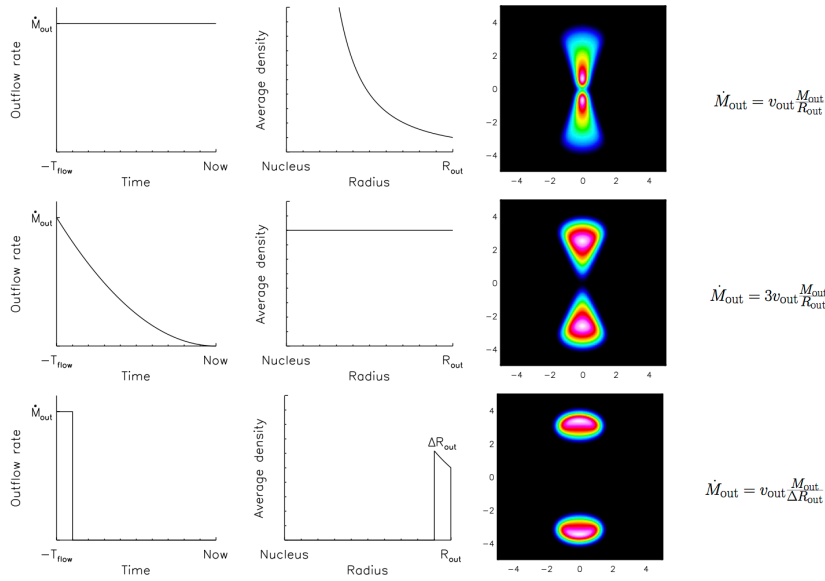 Ṁout
Outflow rate
−Tflow
Now
Time
Average density
Nucleus
Rout
Radius
4
2
0
−2
−4
−4 −2 0 2 4
Ṁout = vout Mout/Rout
Ṁout
Outflow rate
−Tflow
Now
Time
Average density
Nucleus
Rout
Radius
4
2
0
−2
−4
−4 −2 0 2 4
Ṁout = 3vout Mout/Rout
Ṁout
Outflow rate
−Tflow
Now
Time
Average density
ΔRout
Nucleus
Rout
Radius
4
2
0
−2
−4
−4 −2 0 2 4
Ṁout = vout Mout/ΔRout